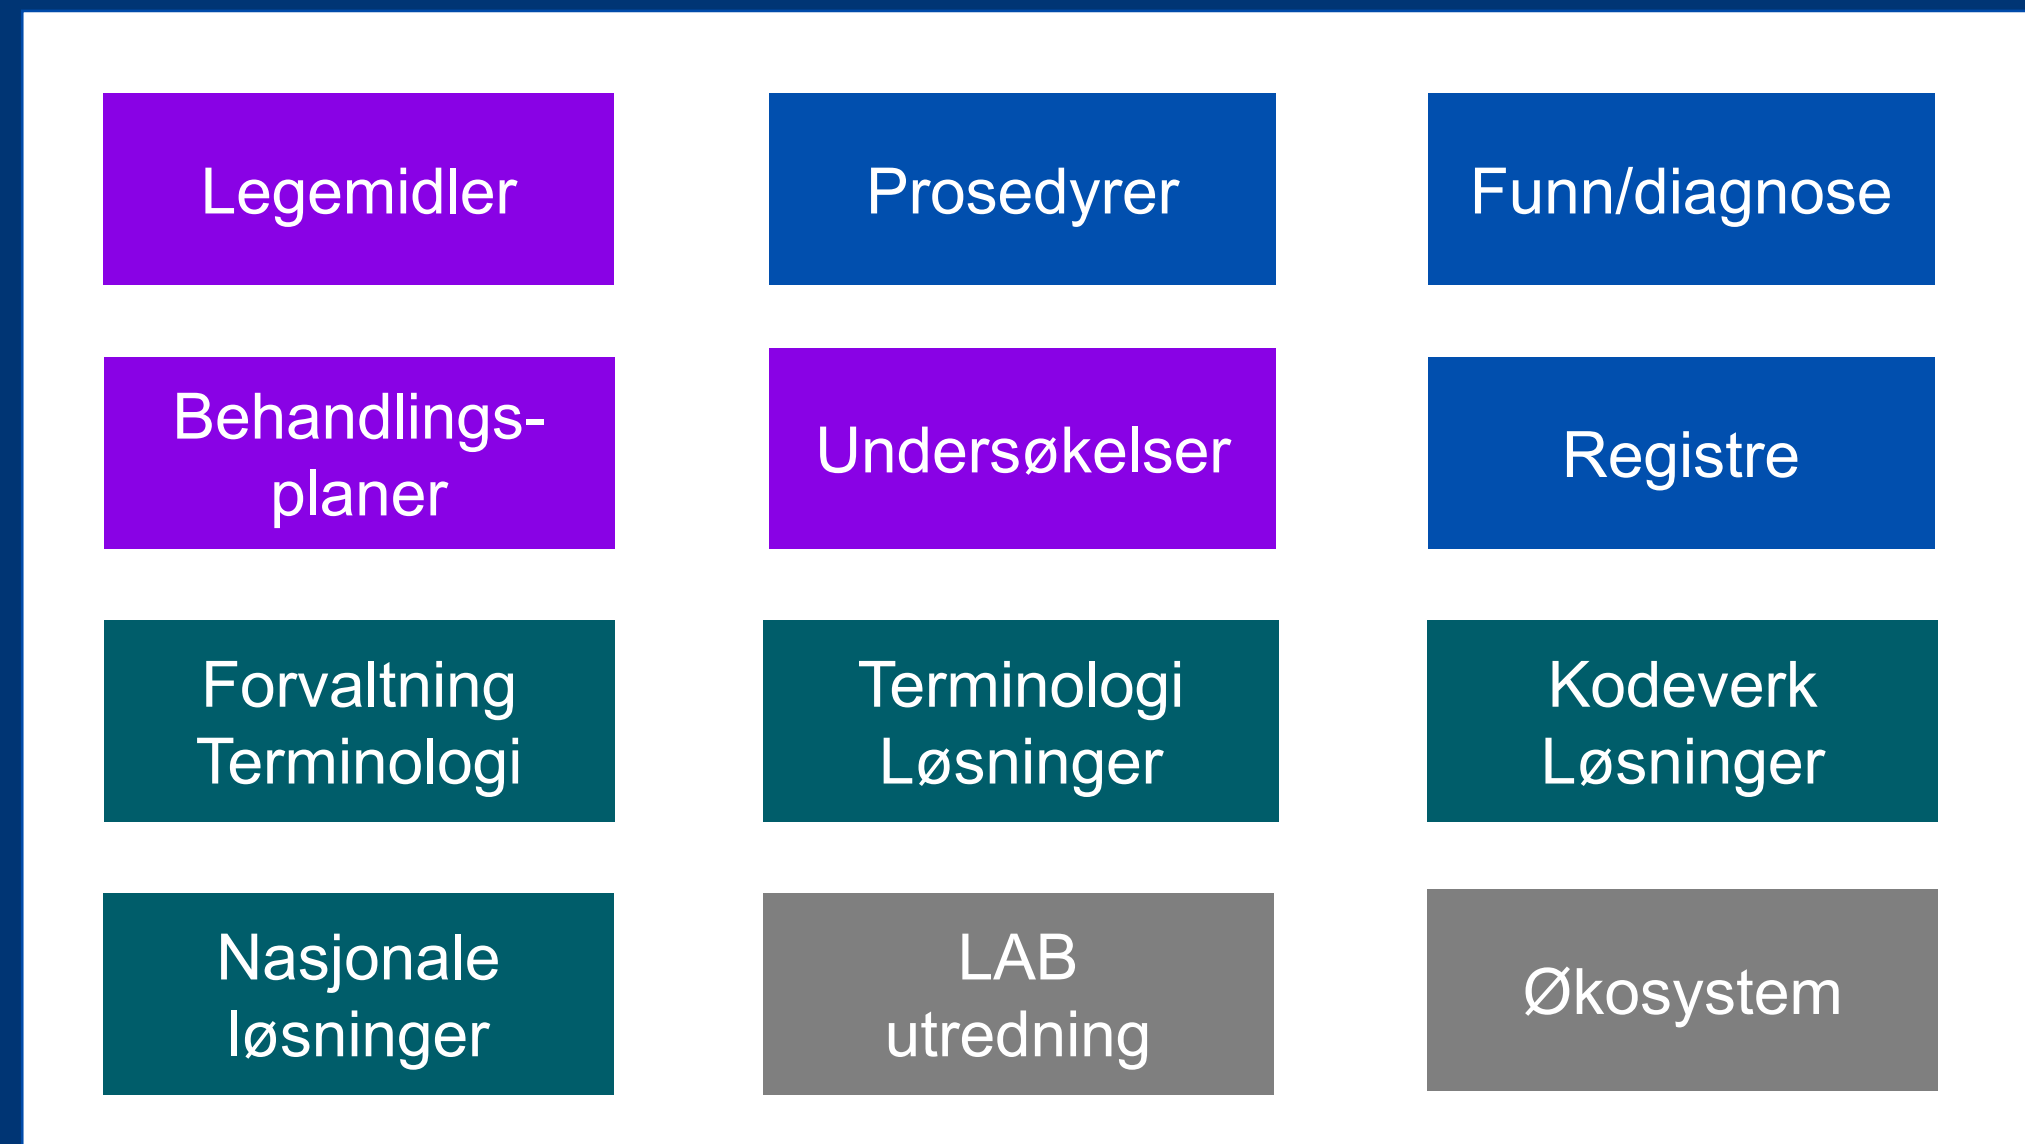 Legemidler
Prosedyrer
Funn/diagnose
Behandlings-
planer
Undersøkelser
Registre
Forvaltning
Terminologi
Terminologi
Løsninger
Kodeverk
Løsninger
Nasjonale
løsninger
LAB
utredning
Økosystem